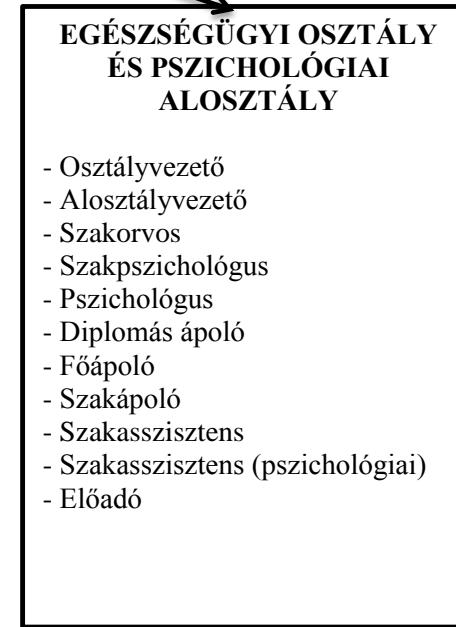 EGÉSZSÉGÜGYI OSZTÁLY
ÉS PSZICHOLÓGIAI
ALOSZTÁLY
- Osztályvezető
- Alosztályvezető
- Szakorvos
- Szakpszichológus
- Pszichológus
- Diplomás ápoló
- Főápoló
- Szakápoló
- Szakasszisztens
- Szakasszisztens (pszichológiai)
- Előadó